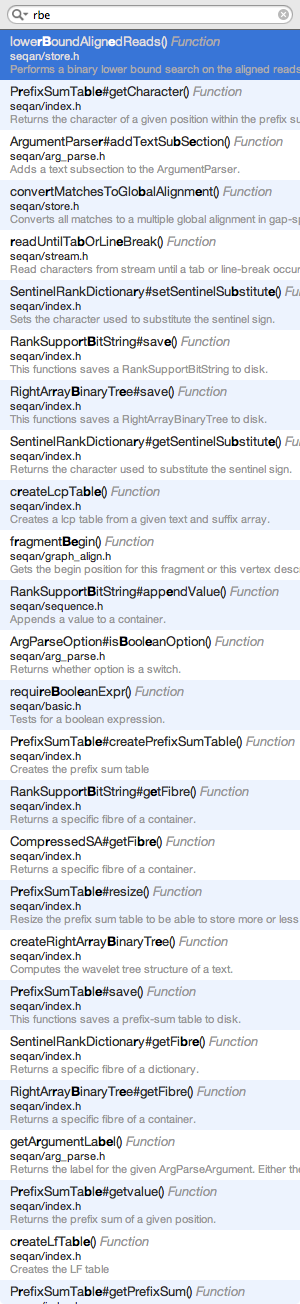 rbe
lowerBoundAlignedReads() Function
seqan/store.h
Performs a binary lower bound search on the aligned reads
PrefixSumTable#getCharacter() Function
seqan/index.h
Returns the character of a given position within the prefix su
ArgumentParser#addTextSubSection() Function
seqan/arg_parse.h
Adds a text subsection to the ArgumentParser.
convertMatchesToGlobalAlignment() Function
seqan/store.h
Converts all matches to a multiple global alignment in gap-sp
readUntilTabOrLineBreak() Function
seqan/stream.h
Read characters from stream until a tab or line-break occur
SentinelRankDictionary#setSentinelSubstitute() Fu
seqan/index.h
Sets the character used to substitute the sentinel sign.
RankSupportBitString#save() Function
seqan/index.h
This functions saves a RankSupportBitString to disk.
RightArrayBinaryTree#save() Function
seqan/index.h
This functions saves a RightArrayBinaryTree to disk.
SentinelRankDictionary#getSentinelSubstitute() Fu
seqan/index.h
Returns the character used to substitute the sentinel sign.
createLcpTable() Function
seqan/index.h
Creates a lcp table from a given text and suffix array.
fragmentBegin() Function
seqan/graph_align.h
Gets the begin position for this fragment or this vertex desc
RankSupportBitString#appendValue() Function
seqan/sequence.h
Appends a value to a container.
ArgParseOption#isBooleanOption() Function
seqan/arg_parse.h
Returns whether option is a switch.
requireBooleanExpr() Function
seqan/basic.h
Tests for a boolean expression.
PrefixSumTable#createPrefixSumTable() Function
seqan/index.h
Creates the prefix sum table
RankSupportBitString#getFibre() Function
seqan/index.h
Returns a specific fibre of a container.
CompressedSA#getFibre() Function
seqan/index.h
Returns a specific fibre of a container.
PrefixSumTable#resize() Function
seqan/index.h
Resize the prefix sum table to be able to store more or less
createRightArrayBinaryTree() Function
seqan/index.h
Computes the wavelet tree structure of a text.
PrefixSumTable#save() Function
seqan/index.h
This functions saves a prefix-sum table to disk.
SentinelRankDictionary#getFibre() Function
seqan/index.h
Returns a specific fibre of a dictionary.
RightArrayBinaryTree#getFibre() Function
seqan/index.h
Returns a specific fibre of a container.
getArgumentLabel() Function
seqan/arg_parse.h
Returns the label for the given ArgParseArgument. Either the
PrefixSumTable#getvalue() Function
seqan/index.h
Returns the prefix sum of a given position.
createLfTable() Function
seqan/index.h
Creates the LF table
PrefixSumTable#getPrefixSum() Function
seqan/index.h